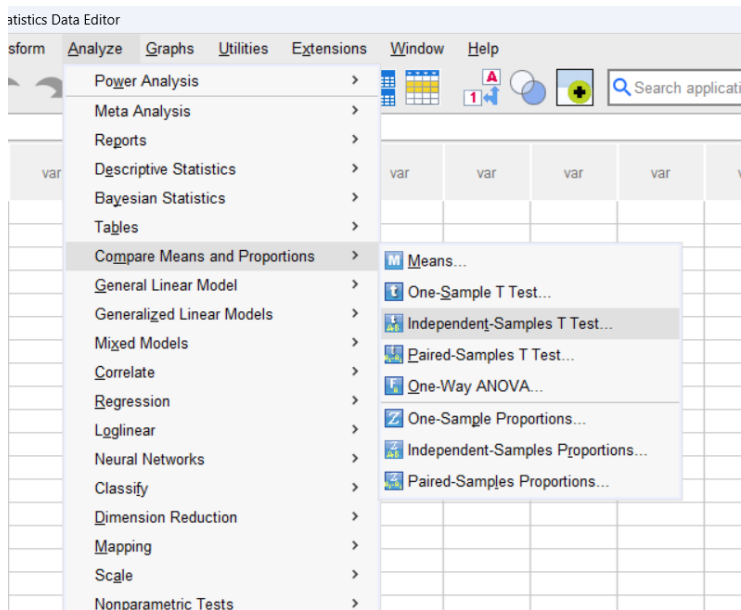 atistics Data Editor
sform Analyze Graphs Utilities Extensions Window Help
A
1
Search applicati
var var var var var
Power Analysis
Meta Analysis
Reports
Descriptive Statistics
Bayesian Statistics
Tables
Compare Means and Proportions
General Linear Model
Generalized Linear Models
Mixed Models
Correlate
Regression
Loglinear
Neural Networks
Classify
Dimension Reduction
Mapping
Scale
Nonparametric Tests
M Means...
t One-Sample T Test...
Independent-Samples T Test...
Paired-Samples T Test...
One-Way ANOVA...
Z One-Sample Proportions...
Independent-Samples Proportions...
Paired-Samples Proportions...